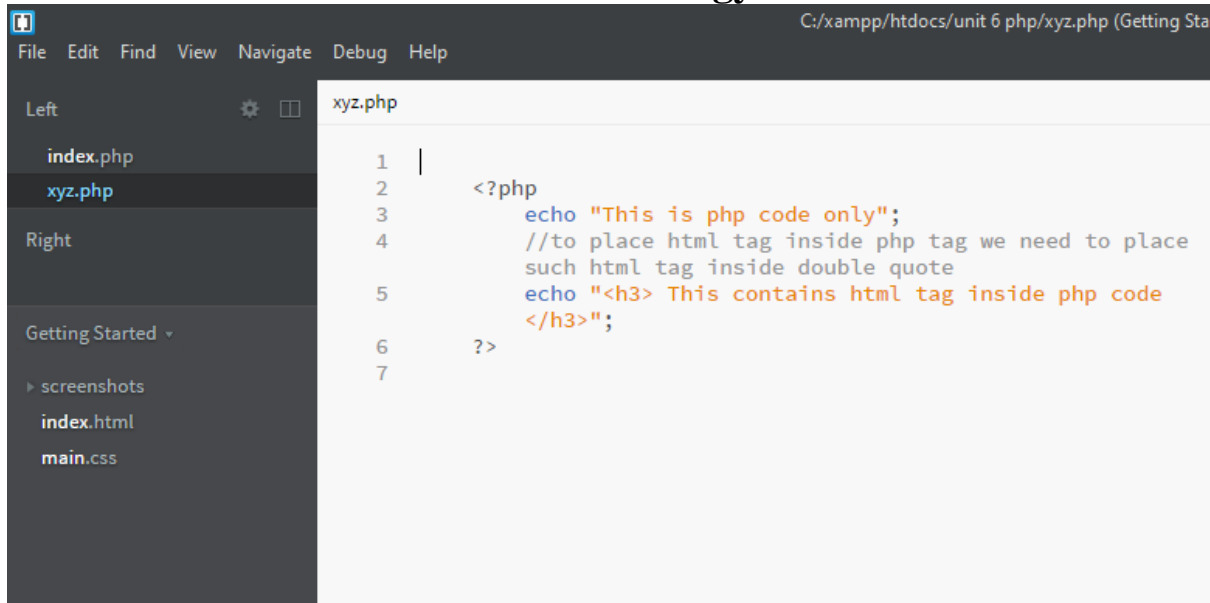 C:/xampp/htdocs/unit 6 php/xyz.php (Getting Sta
File Edit Find View Navigate Debug Help
Left
index.php
xyz.php
Right
Getting Started
screenshots
index.html
main.css
xyz.php
1
2 <?php
3 echo "This is php code only";
4 //to place html tag inside php tag we need to place
such html tag inside double quote
5 echo "<h3> This contains html tag inside php code
</h3>";
6 ?>
7